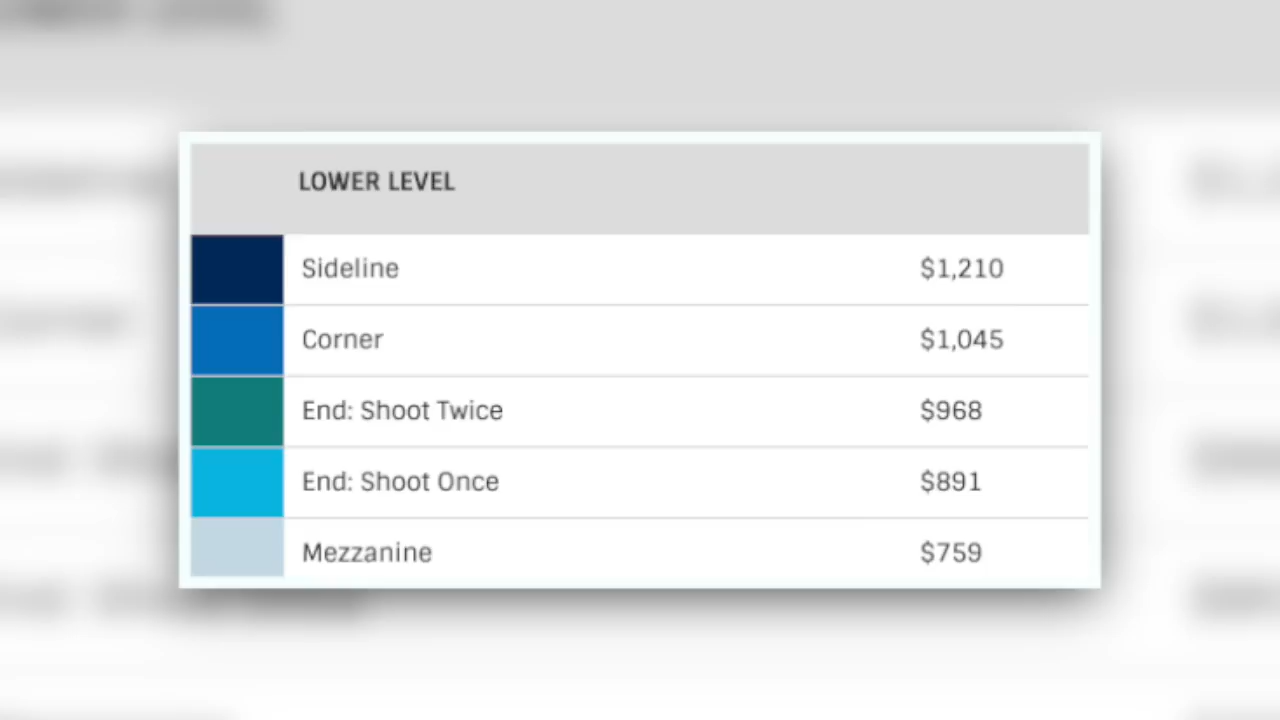 LOWER LEVEL
Sideline $1,210
Corner $1,045
End: Shoot Twice $968
End: Shoot Once $891
Mezzanine $759